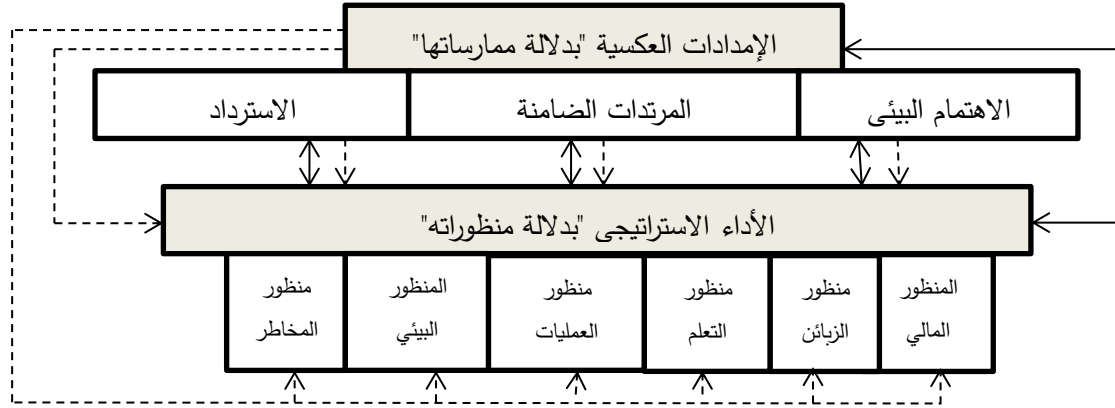 الإمدادات العكسية "بدلالة ممارساتها"
الاهتمام البيئى
المرتدات الضامنة
الاسترداد
الأداء الاستراتيجى "بدلالة منظوراته"
المنظور
المالي
منظور
الزبائن
منظور
التعلم
منظور
العمليات
المنظور
البيئي
منظور
المخاطر